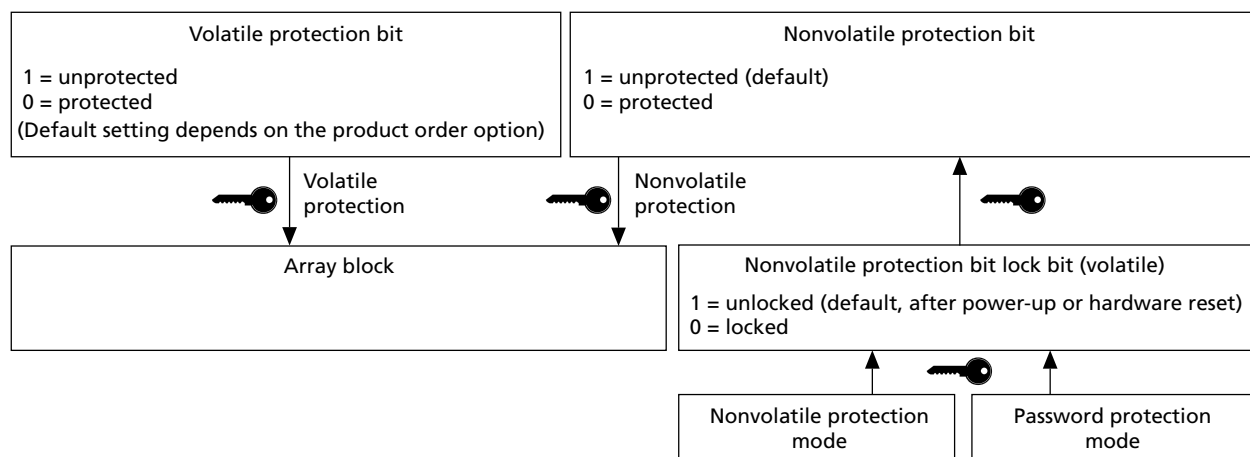 Volatile protection bit
1 = unprotected
0 = protected
(Default setting depends on the product order option)
Nonvolatile protection bit
1 = unprotected (default)
0 = protected
Volatile
protection
Nonvolatile
protection
Array block
Nonvolatile protection bit lock bit (volatile)
1 = unlocked (default, after power-up or hardware reset)
0 = locked
Nonvolatile protection
mode
Password protection
mode